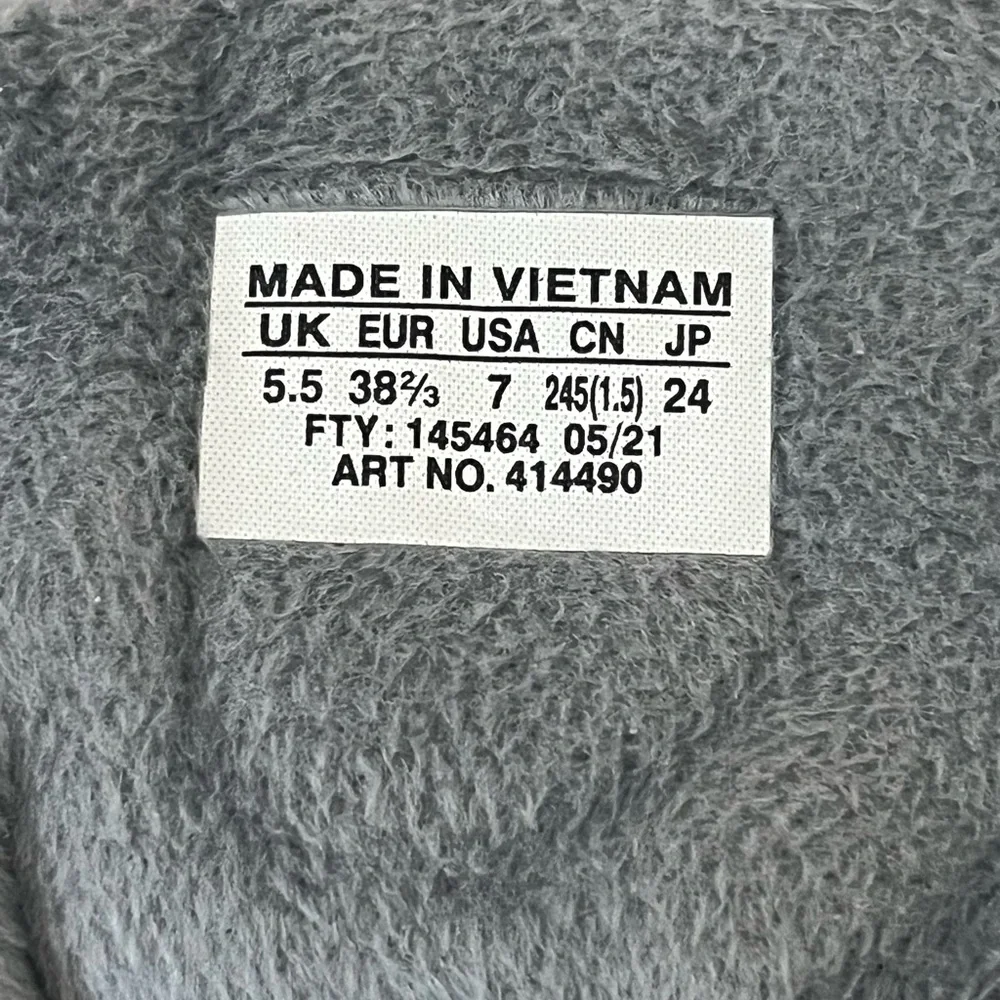 MADE IN VIETNAM
UK EUR USA CN JP
5.5 38⅔ 7 245(1.5) 24
FTY: 145464 05/21
ART NO. 414490